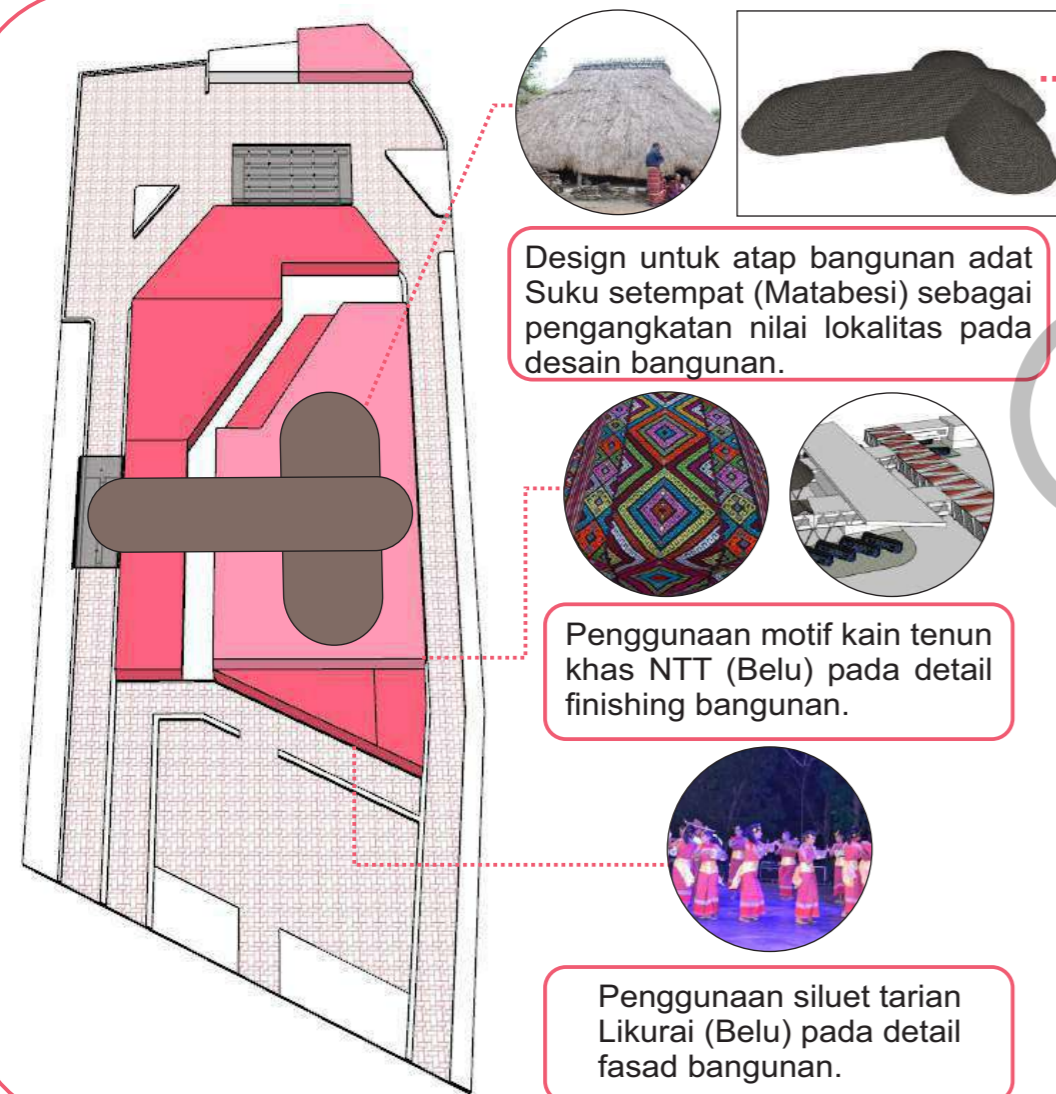 Design untuk atap bangunan adat
Suku setempat (Matabesi) sebagai
pengangkatan nilai lokalitas pada
desain bangunan.
Penggunaan motif kain tenun
khas NTT (Belu) pada detail
finishing bangunan.
Penggunaan siluet tarian
Likurai (Belu) pada detail
fasad bangunan.